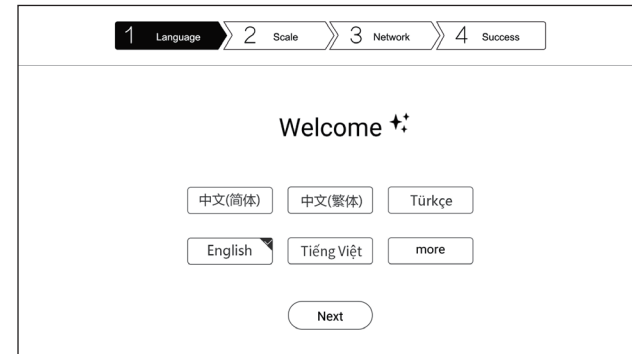 1 Language 2 Scale 3 Network 4 Success
Welcome
中文(简体) 中文(繁体) Türkçe
English Tiếng Việt more
Next